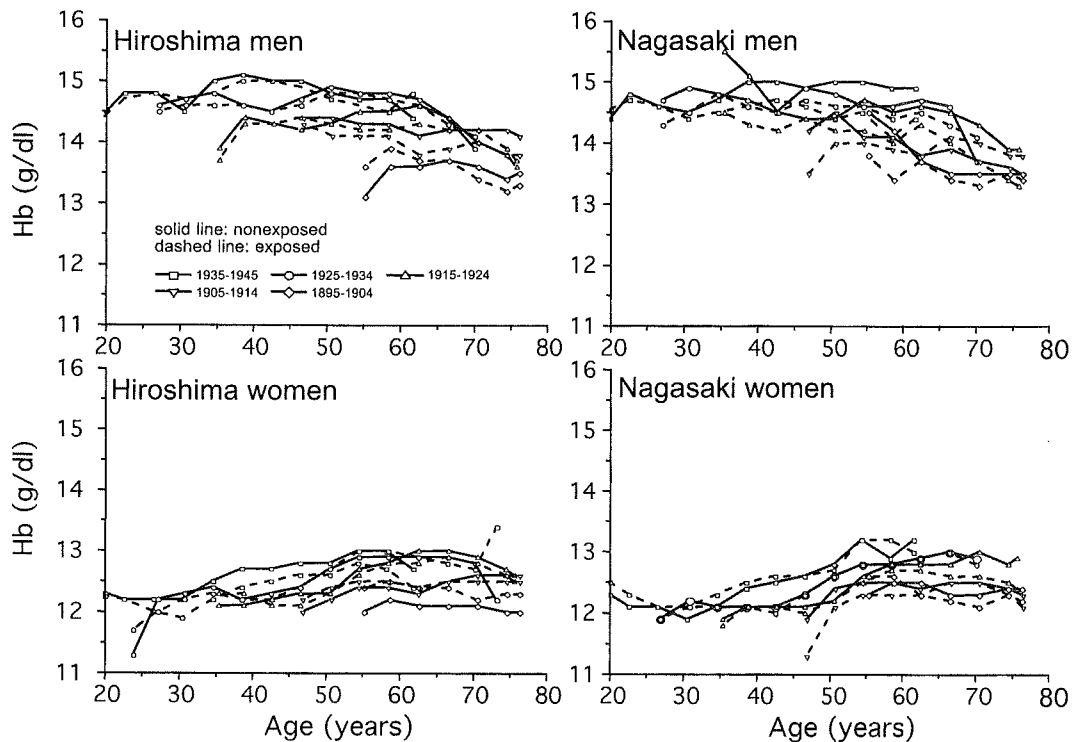 Hiroshima men
Hb (g/dl)
16
15
14
13
12
11
solid line: nonexposed
dashed line: exposed
1935-1945 1925-1934 1915-1924
1905-1914 1895-1904
20 30 40 50 60 70 80
Nagasaki men
16
15
14
13
12
11
20 30 40 50 60 70 80
Hiroshima women
Hb (g/dl)
16
15
14
13
12
11
20 30 40 50 60 70 80
Age (years)
Nagasaki women
16
15
14
13
12
11
20 30 40 50 60 70 80
Age (years)